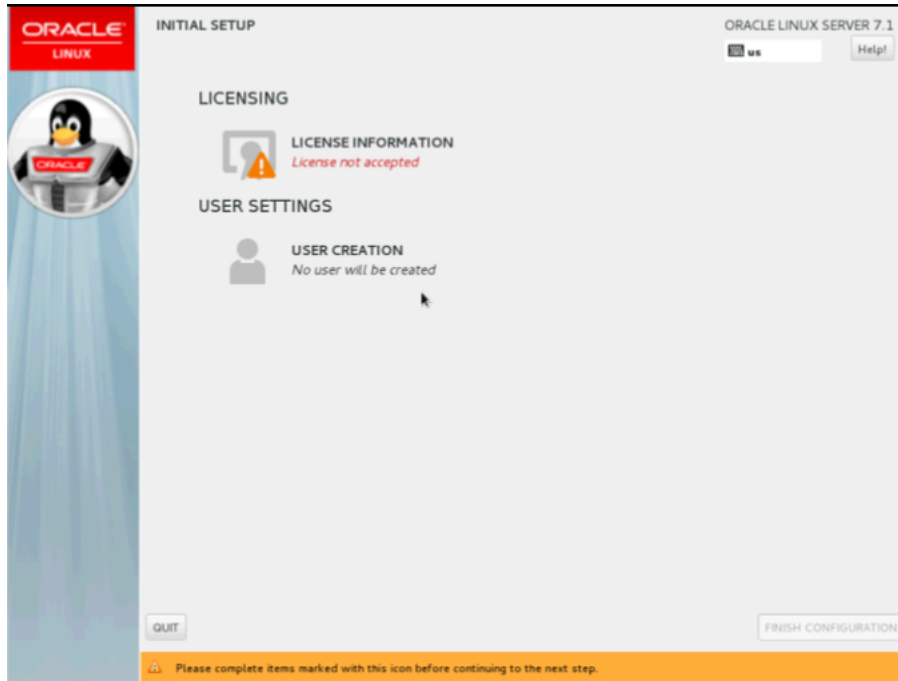 ORACLE
LINUX
INITIAL SETUP
ORACLE LINUX SERVER 7.1
us
Help!
LICENSING
LICENSE INFORMATION
License not accepted
ORACLE
USER SETTINGS
USER CREATION
No user will be created
QUIT
FINISH CONFIGURATION
Please complete items marked with this icon before continuing to the next step.